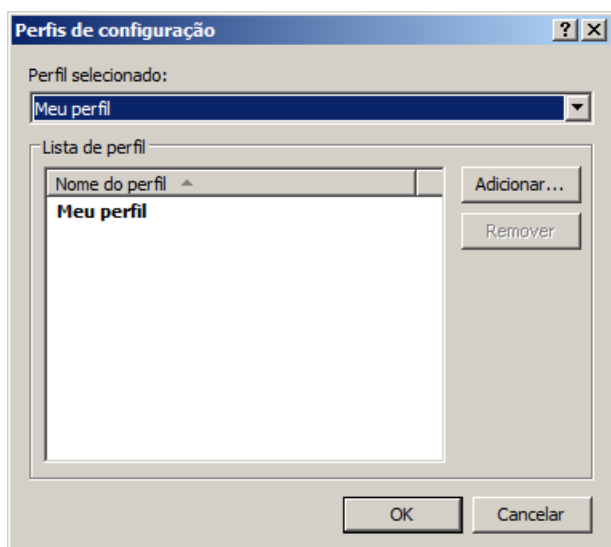 Perfis de configuração
Perfil selecionado:
Meu perfil
Lista de perfil
Nome do perfil
Adicionar...
Meu perfil
Remover
OK
Cancelar